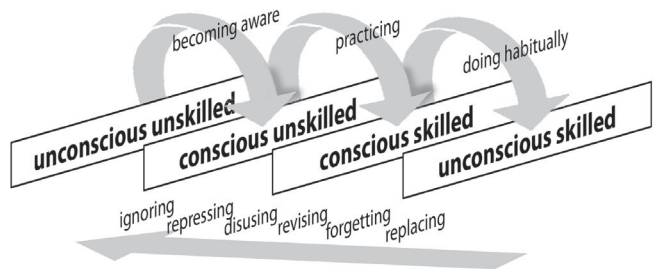 becoming aware
practicing
doing habitually
unconscious unskilled
conscious unskilled
conscious skilled
unconscious skilled
ignoring
repressing
disusing
revising
forgetting
replacing